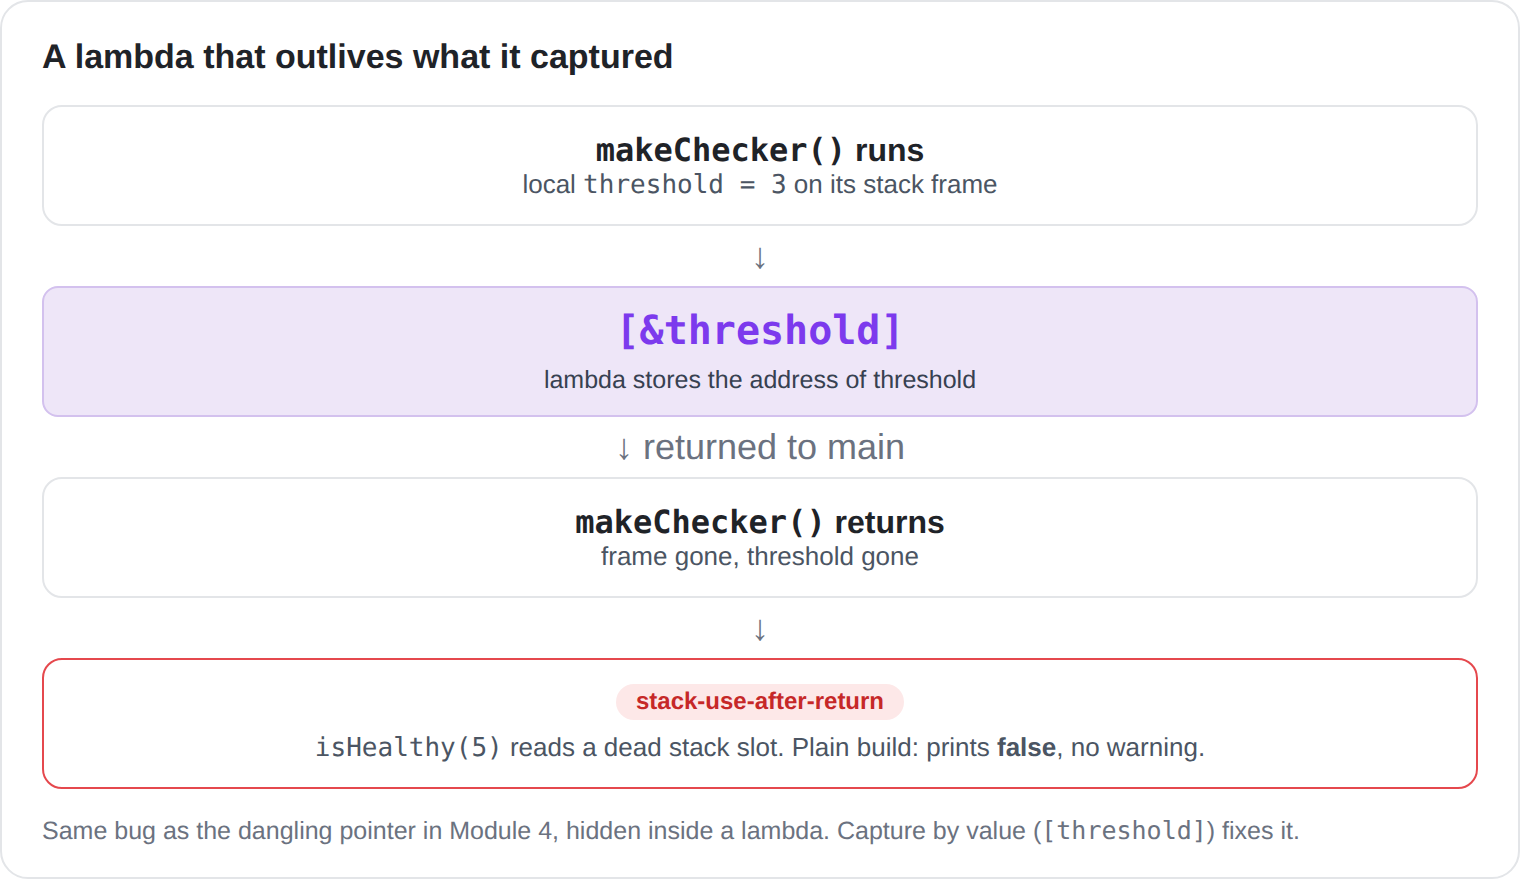 A lambda that outlives what it captured
makeChecker() runs
local threshold = 3 on its stack frame
↓
[&threshold]
lambda stores the address of threshold
↓ returned to main
makeChecker() returns
frame gone, threshold gone
↓
stack-use-after-return
isHealthy(5) reads a dead stack slot. Plain build: prints false, no warning.
Same bug as the dangling pointer in Module 4, hidden inside a lambda. Capture by value ([threshold]) fixes it.